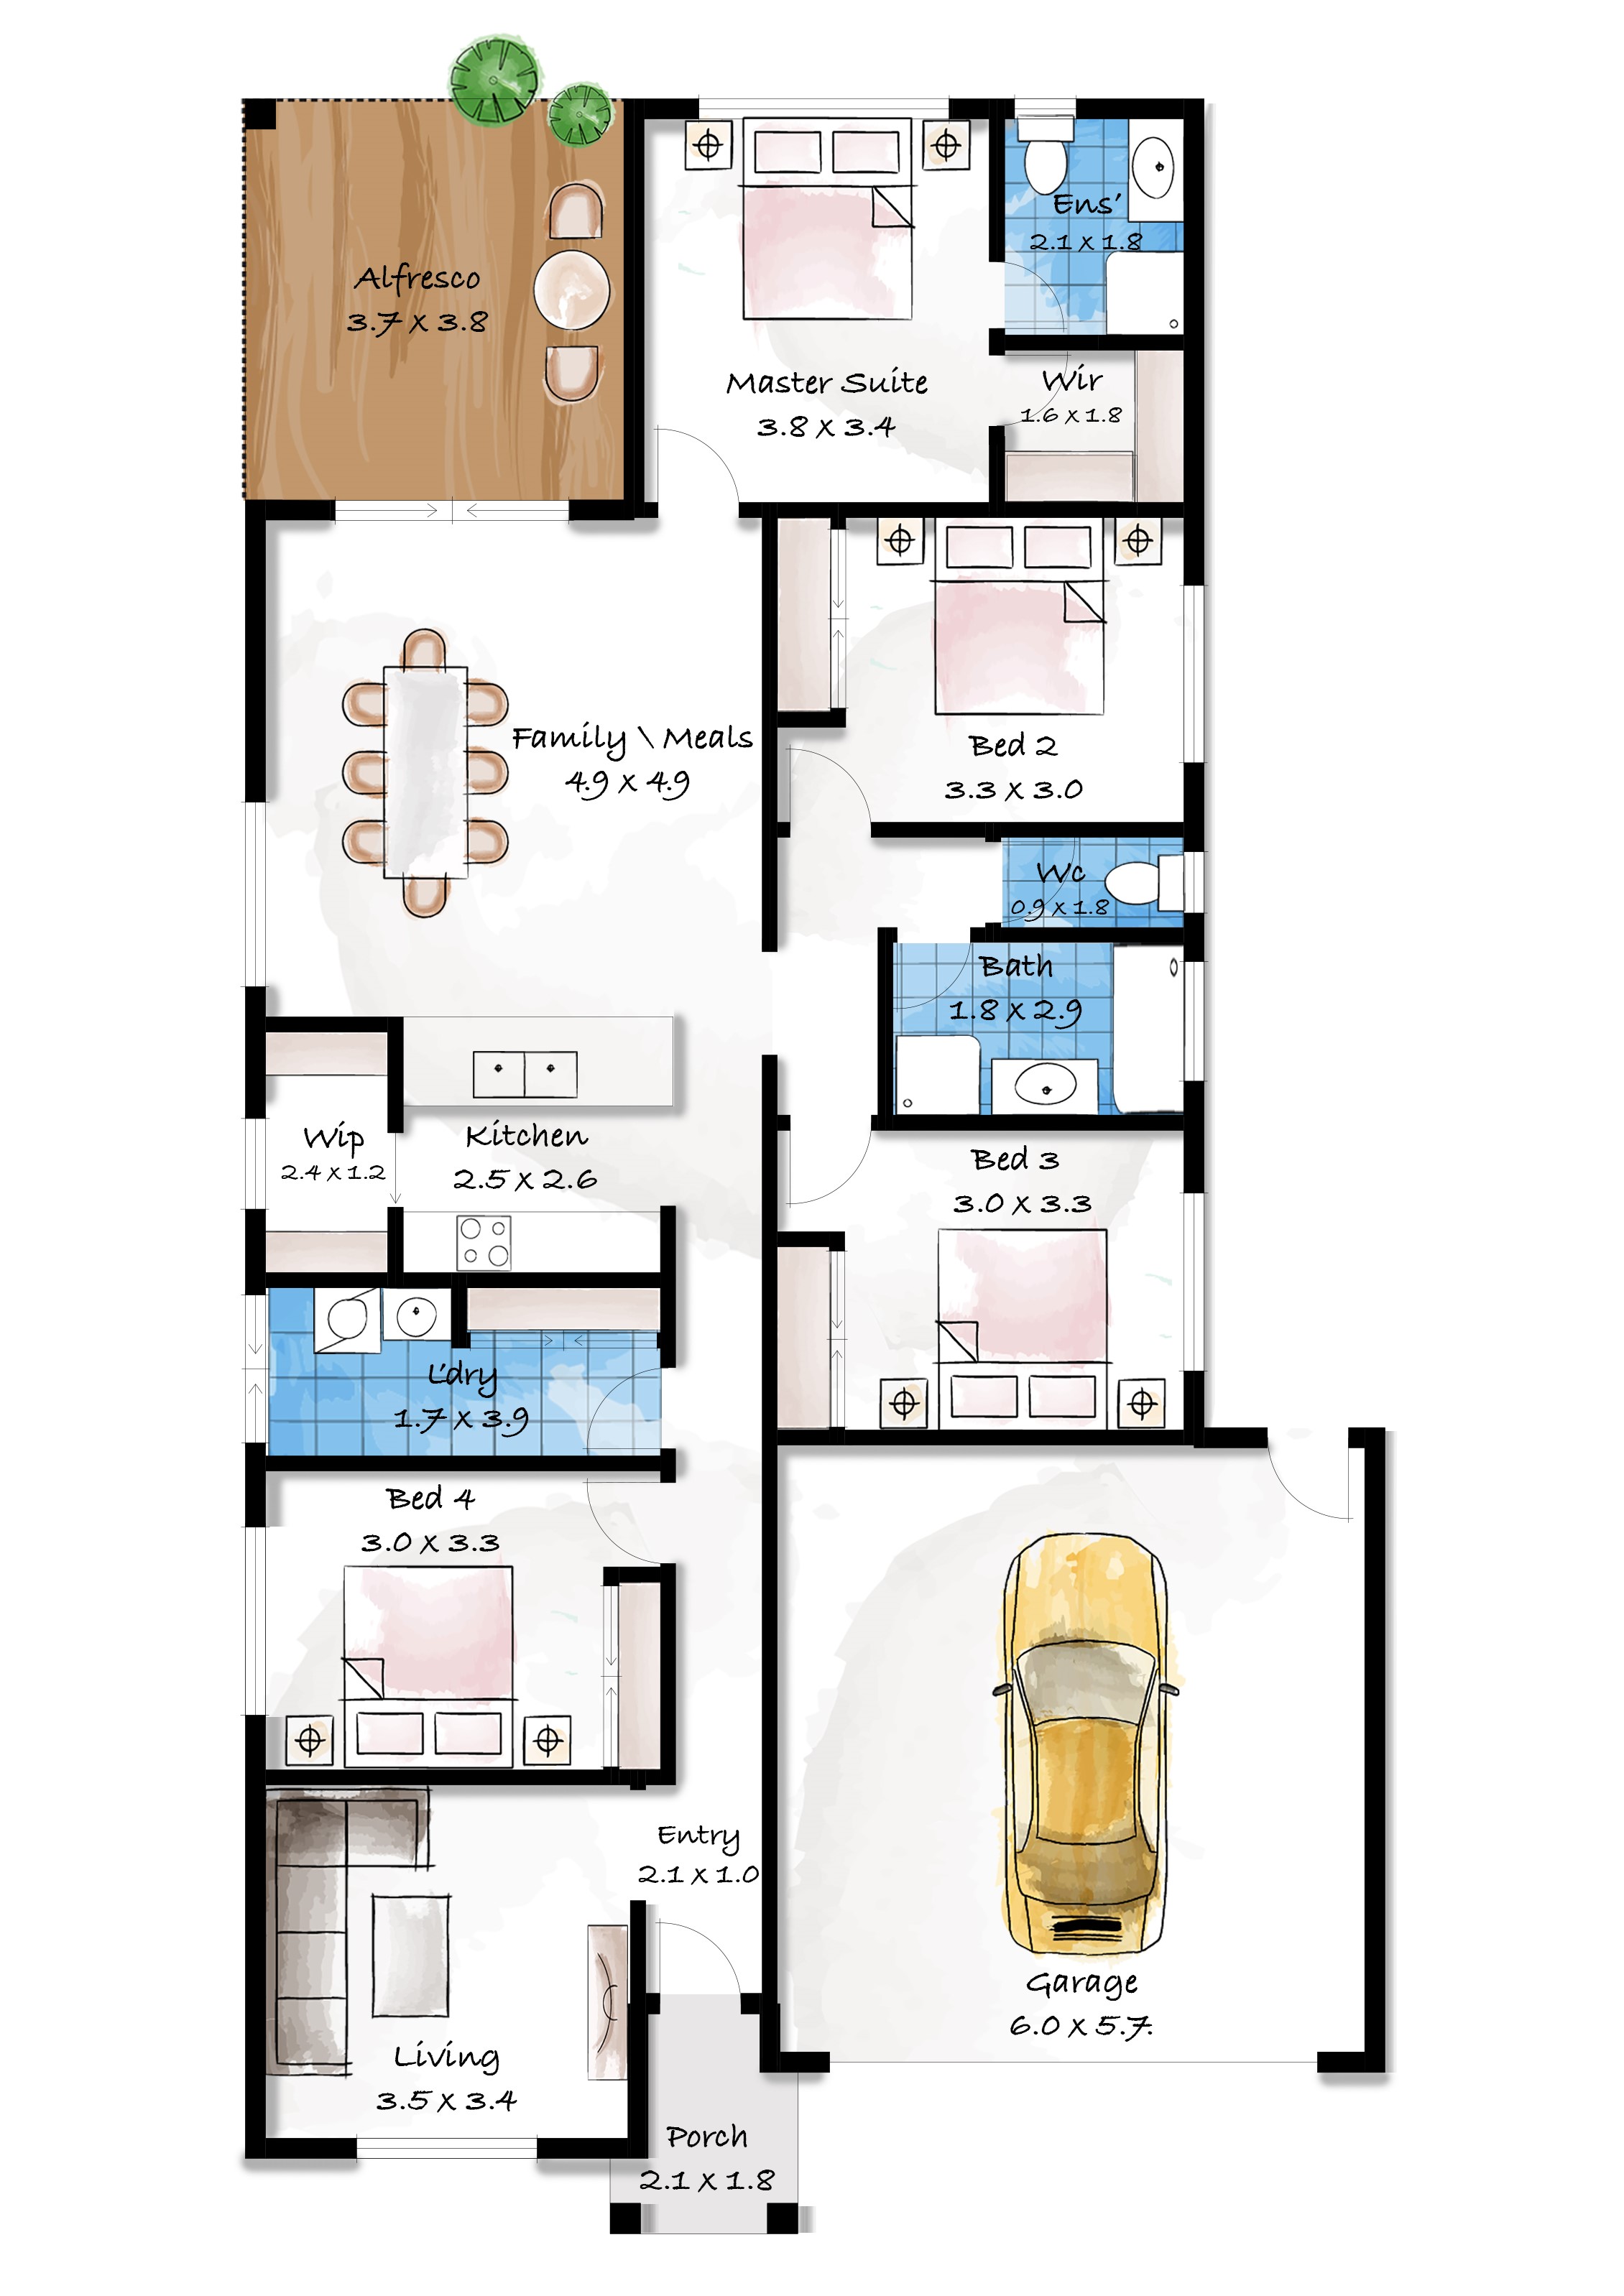 Alfresco
3.7 X 3.8
Master Suite
3.8 X 3.4
Ens'
2.1 X 1.8
Wir
1.6 X 1.8
Family \ Meals
4.9 X 4.9
Bed 2
3.3 X 3.0
Wc
0.9 X 1.8
Bath
1.8 X 2.9
Wip
2.4 X 1.2
Kitchen
2.5 X 2.6
Bed 3
3.0 X 3.3
L'dry
1.7 X 3.9
Bed 4
3.0 X 3.3
Entry
2.1 X 1.0
Living
3.5 X 3.4
Garage
6.0 X 5.7.
Porch
2.1 X 1.8